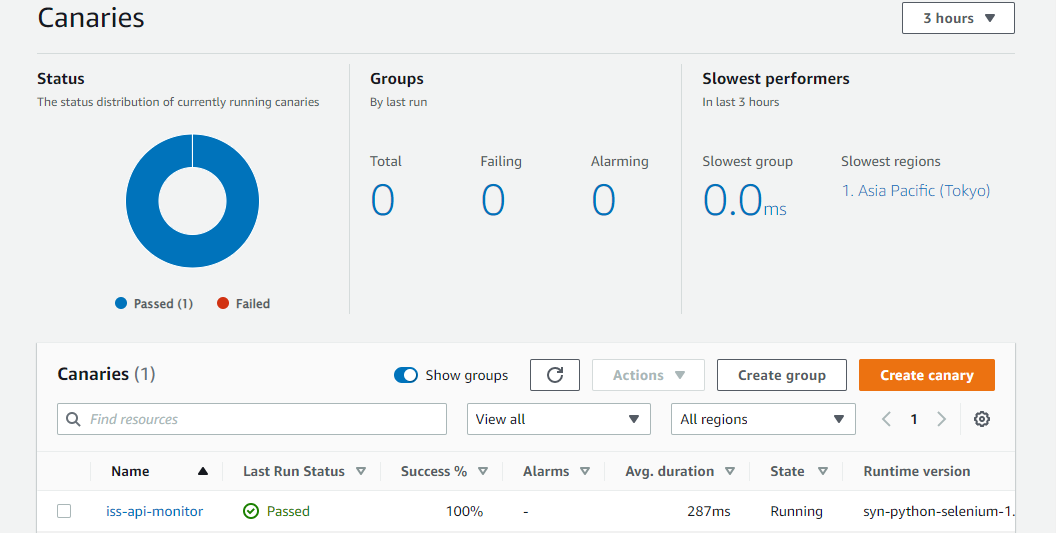 Canaries
3 hours
Status
The status distribution of currently running canaries
Passed (1)
Failed
Groups
By last run
Total
Failing
Alarming
0
0
0
Slowest performers
In last 3 hours
Slowest group
Slowest regions
0.0ms
1. Asia Pacific (Tokyo)
Canaries (1)
Show groups
Actions
Create group
Create canary
Find resources
View all
All regions
1
Name
Last Run Status
Success %
Alarms
Avg. duration
State
Runtime version
iss-api-monitor
Passed
100%
-
287ms
Running
syn-python-selenium-1.